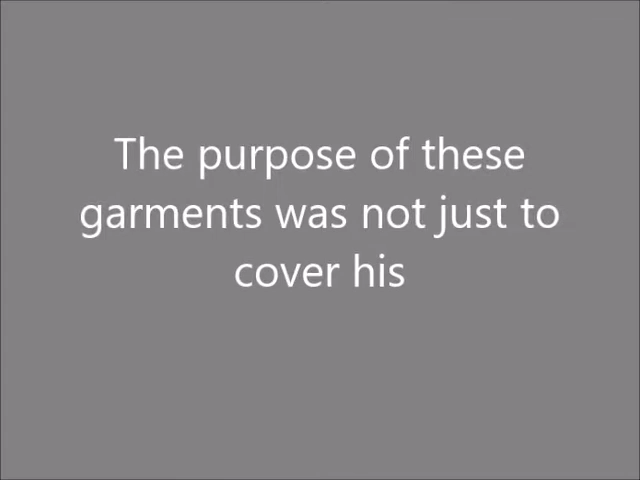 The purpose of these
garments was not just to
cover his